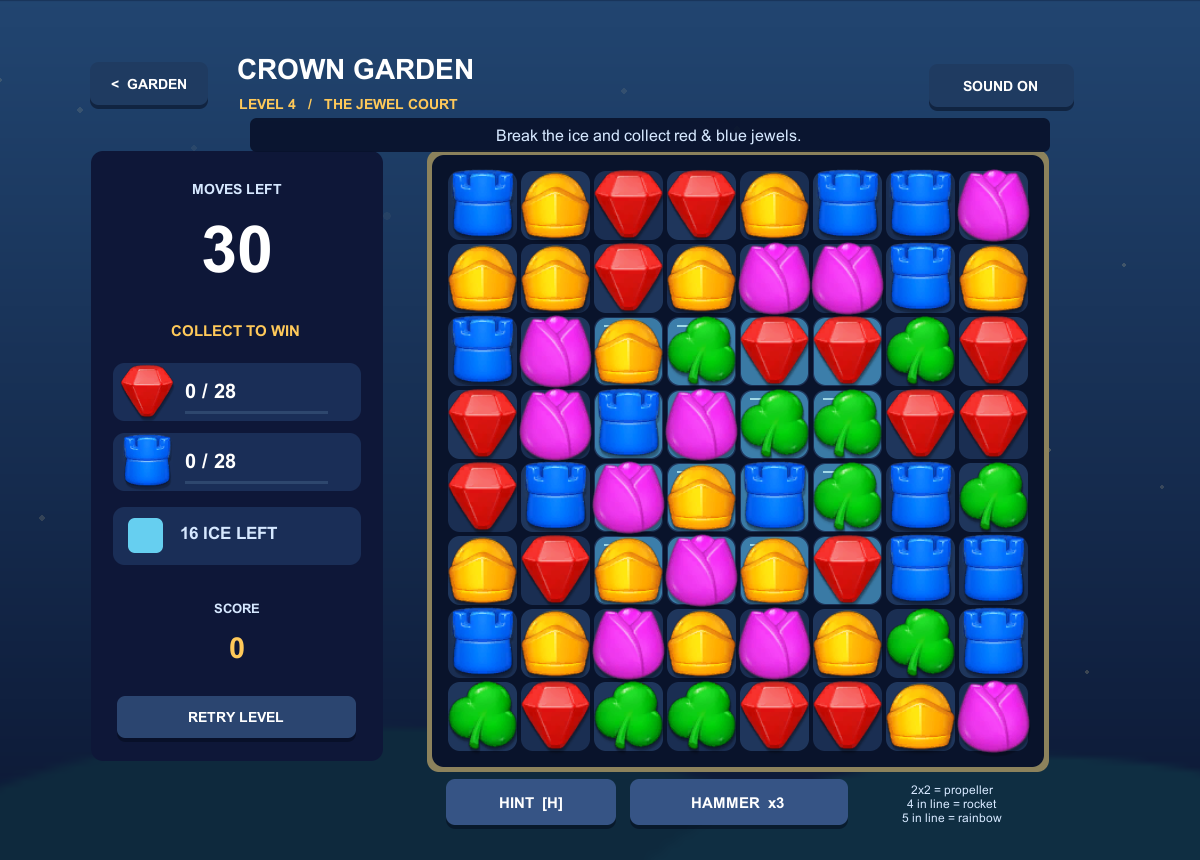 < GARDEN
CROWN GARDEN
LEVEL 4 / THE JEWEL COURT
SOUND ON
Break the ice and collect red & blue jewels.
MOVES LEFT
30
COLLECT TO WIN
0 / 28
0 / 28
16 ICE LEFT
SCORE
0
RETRY LEVEL
HINT [H]
HAMMER x3
2x2 = propeller
4 in line = rocket
5 in line = rainbow